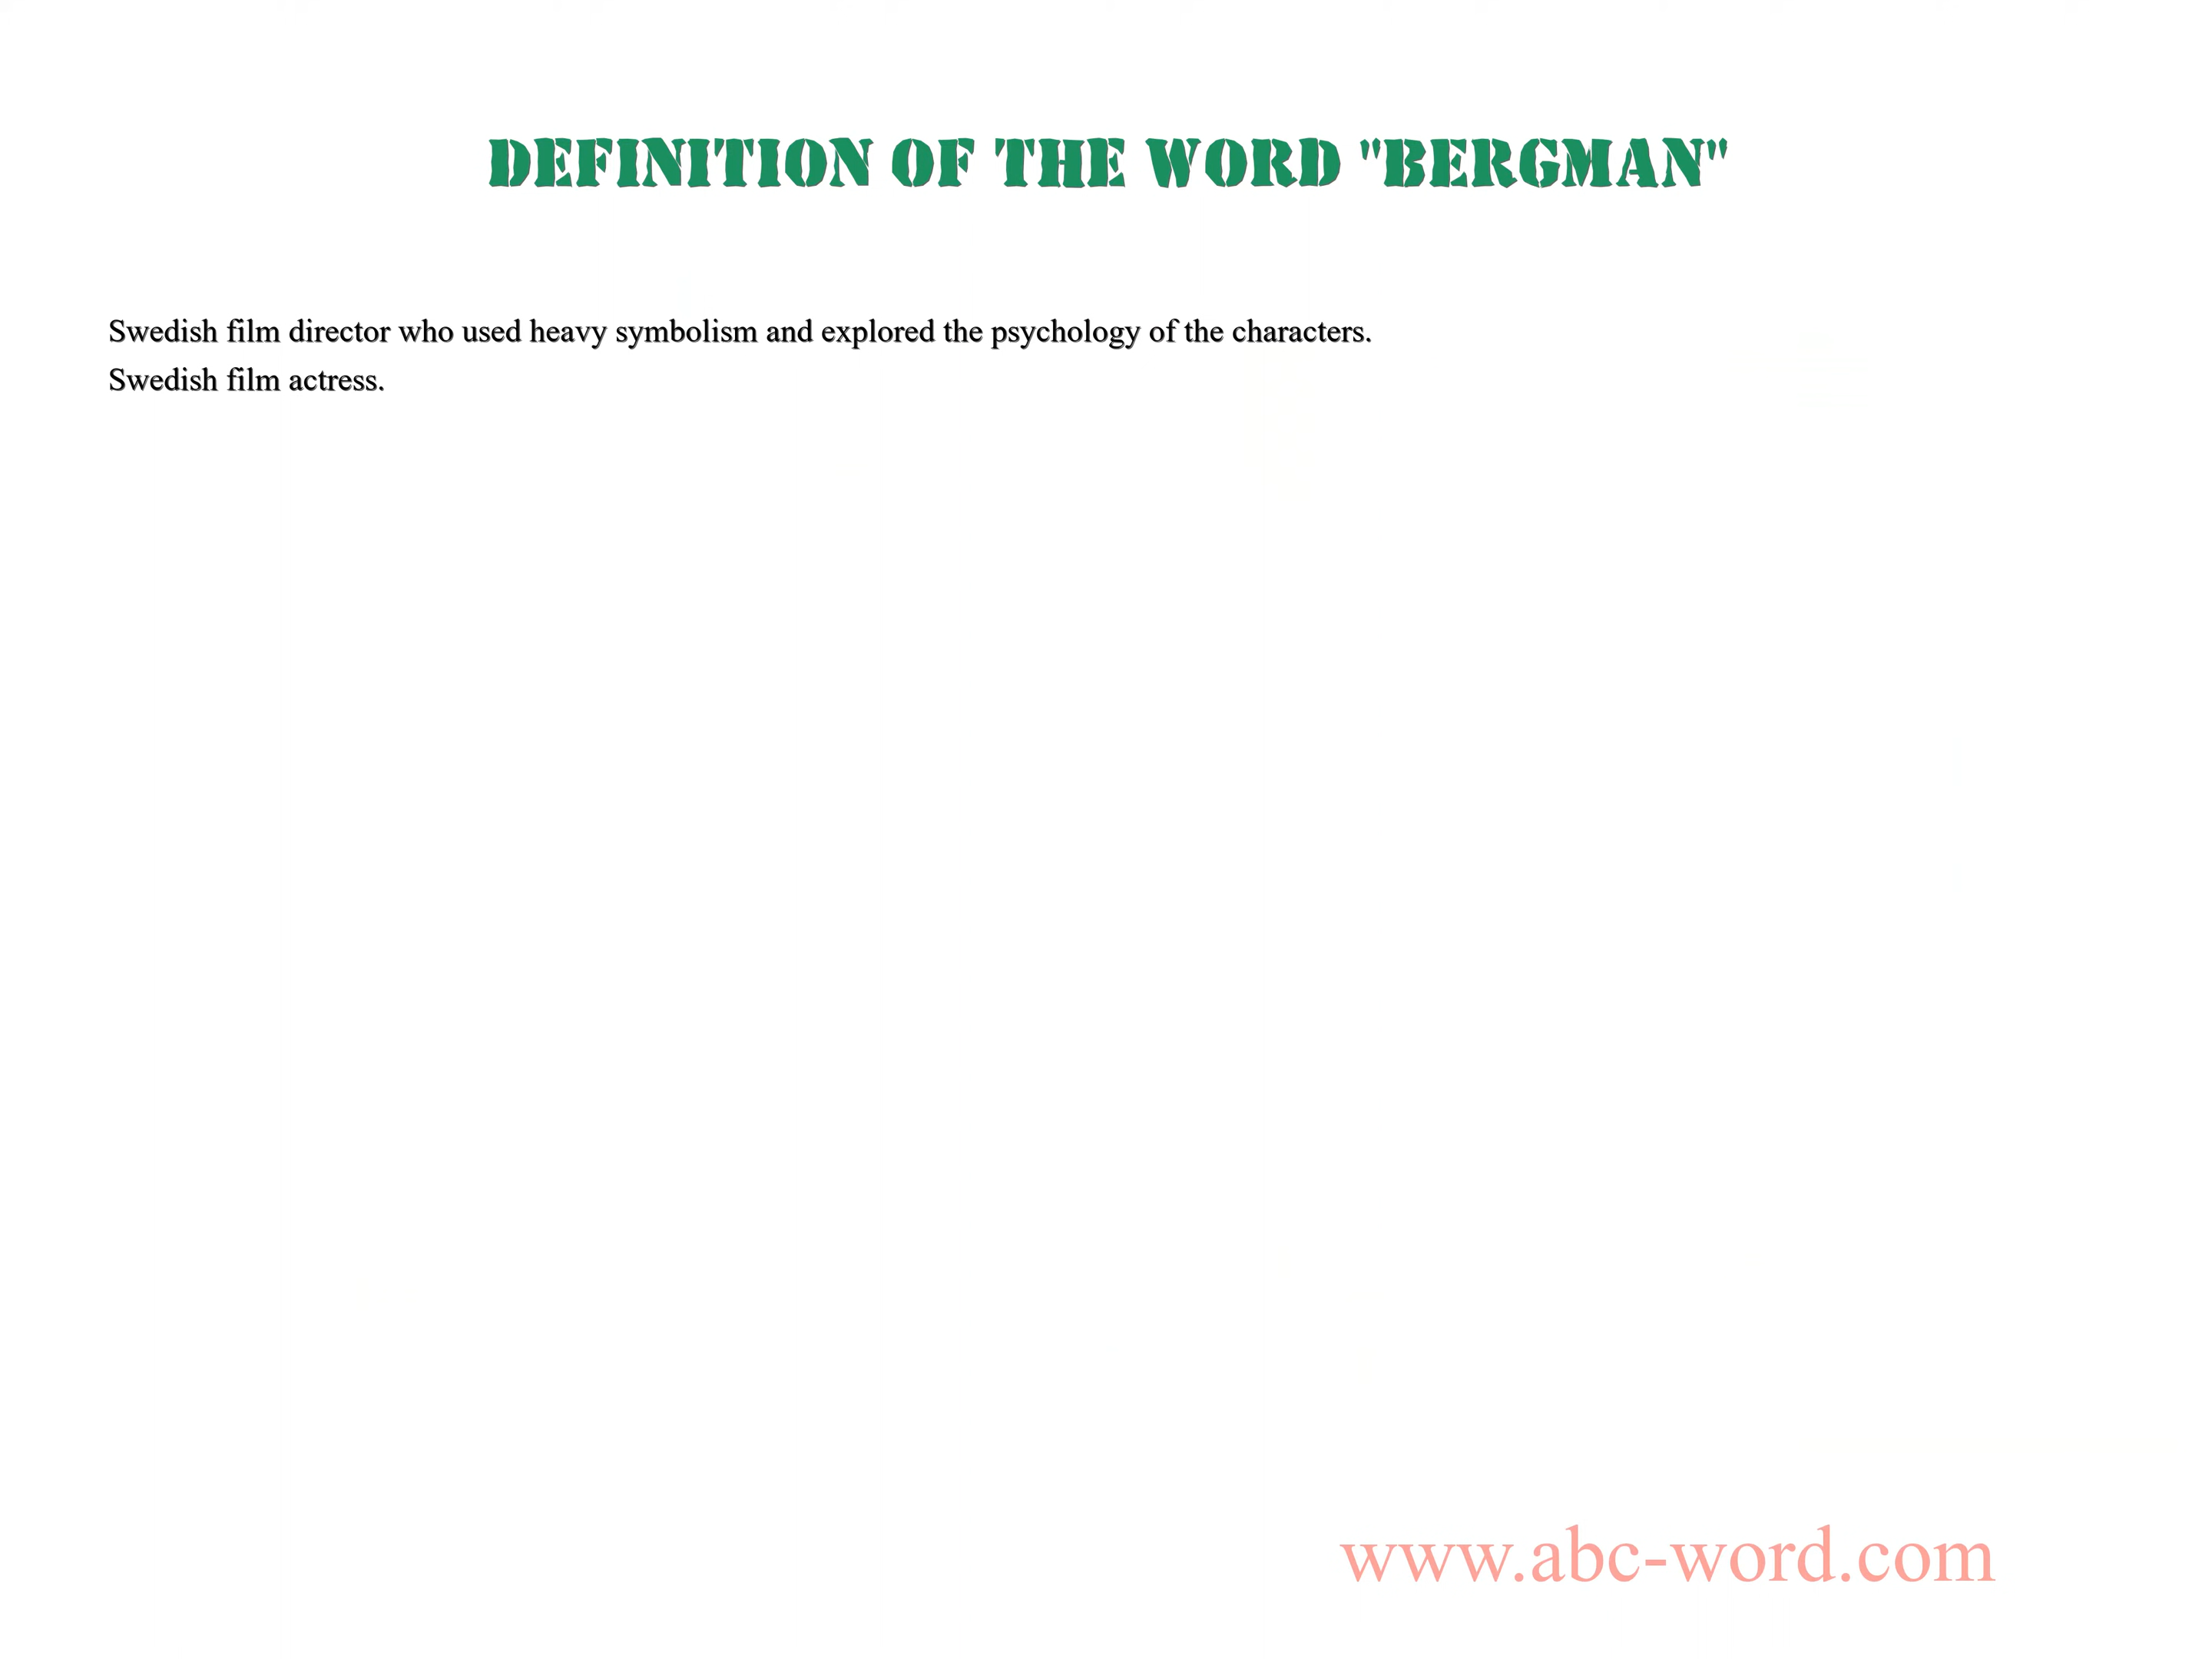 DEFINITION OF THE WORD "BERGMAN"
Swedish film director who used heavy symbolism and explored the psychology of the characters.
Swedish film actress.
www.abc-word.com